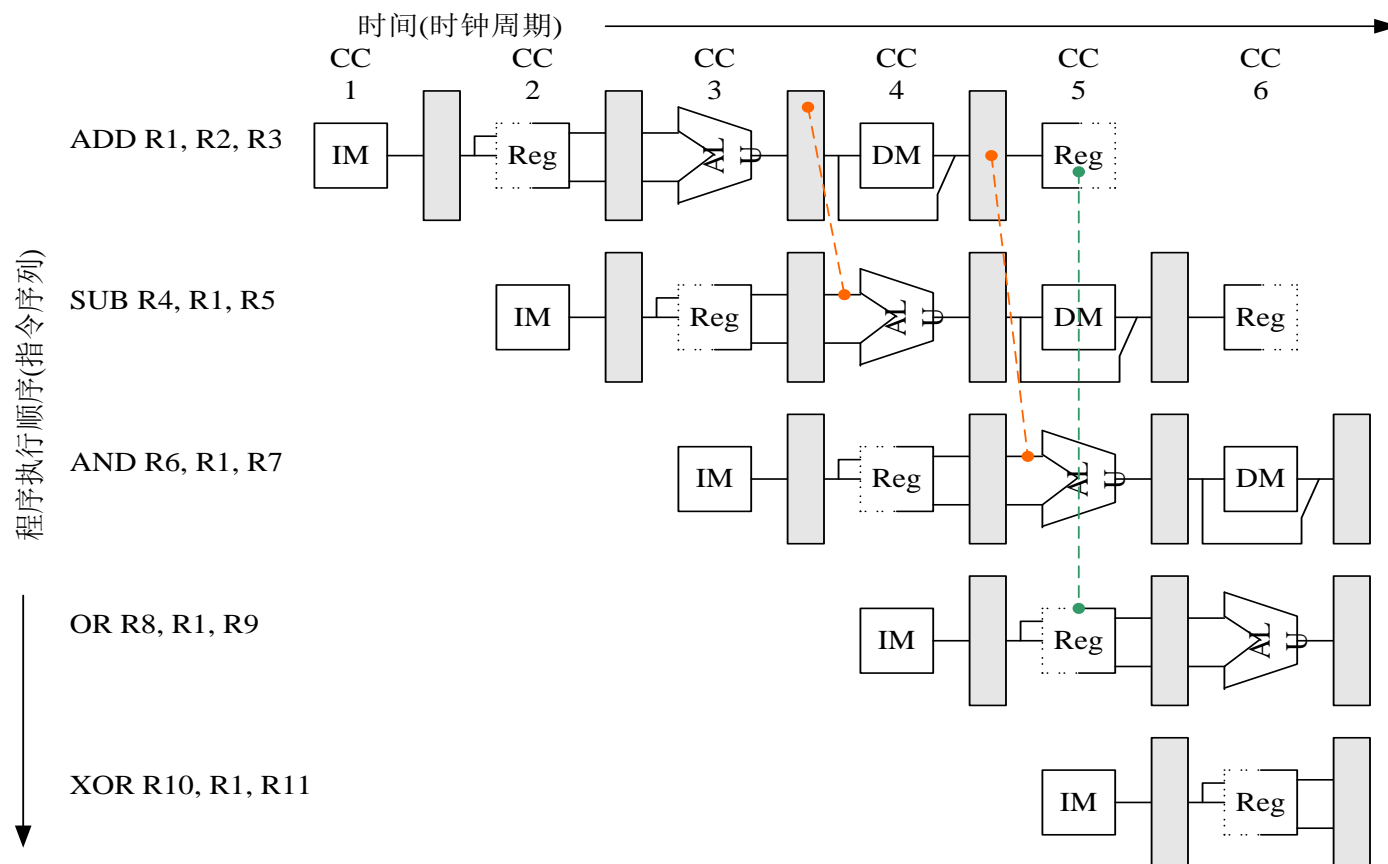 时间(时钟周期)
CC CC CC CC CC CC
1 2 3 4 5 6
ADD R1, R2, R3
IM Reg ALU DM Reg
SUB R4, R1, R5
IM Reg ALU DM Reg
AND R6, R1, R7
IM Reg ALU DM
OR R8, R1, R9
IM Reg ALU
XOR R10, R1, R11
IM Reg
程序执行顺序(指令序列)